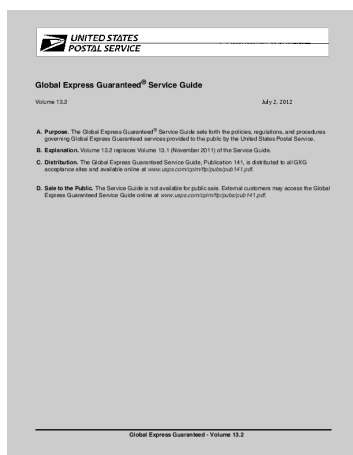 UNITED STATES
POSTAL SERVICE
Global Express Guaranteed® Service Guide
Volume 13.2 July 2, 2012
A. Purpose. The Global Express Guaranteed® Service Guide sets forth the policies, regulations, and procedures
governing Global Express Guaranteed services provided to the public by the United States Postal Service.
B. Explanation. Volume 13.2 replaces Volume 13.1 (November 2011) of the Service Guide.
C. Distribution. The Global Express Guaranteed Service Guide, Publication 141, is distributed to all GXG
acceptance sites and available online at www.usps.com/cpim/ftp/pubs/pub141.pdf.
D. Sale to the Public. The Service Guide is not available for public sale. External customers may access the Global
Express Guaranteed Service Guide online at www.usps.com/cpim/ftp/pubs/pub141.pdf.
Global Express Guaranteed - Volume 13.2